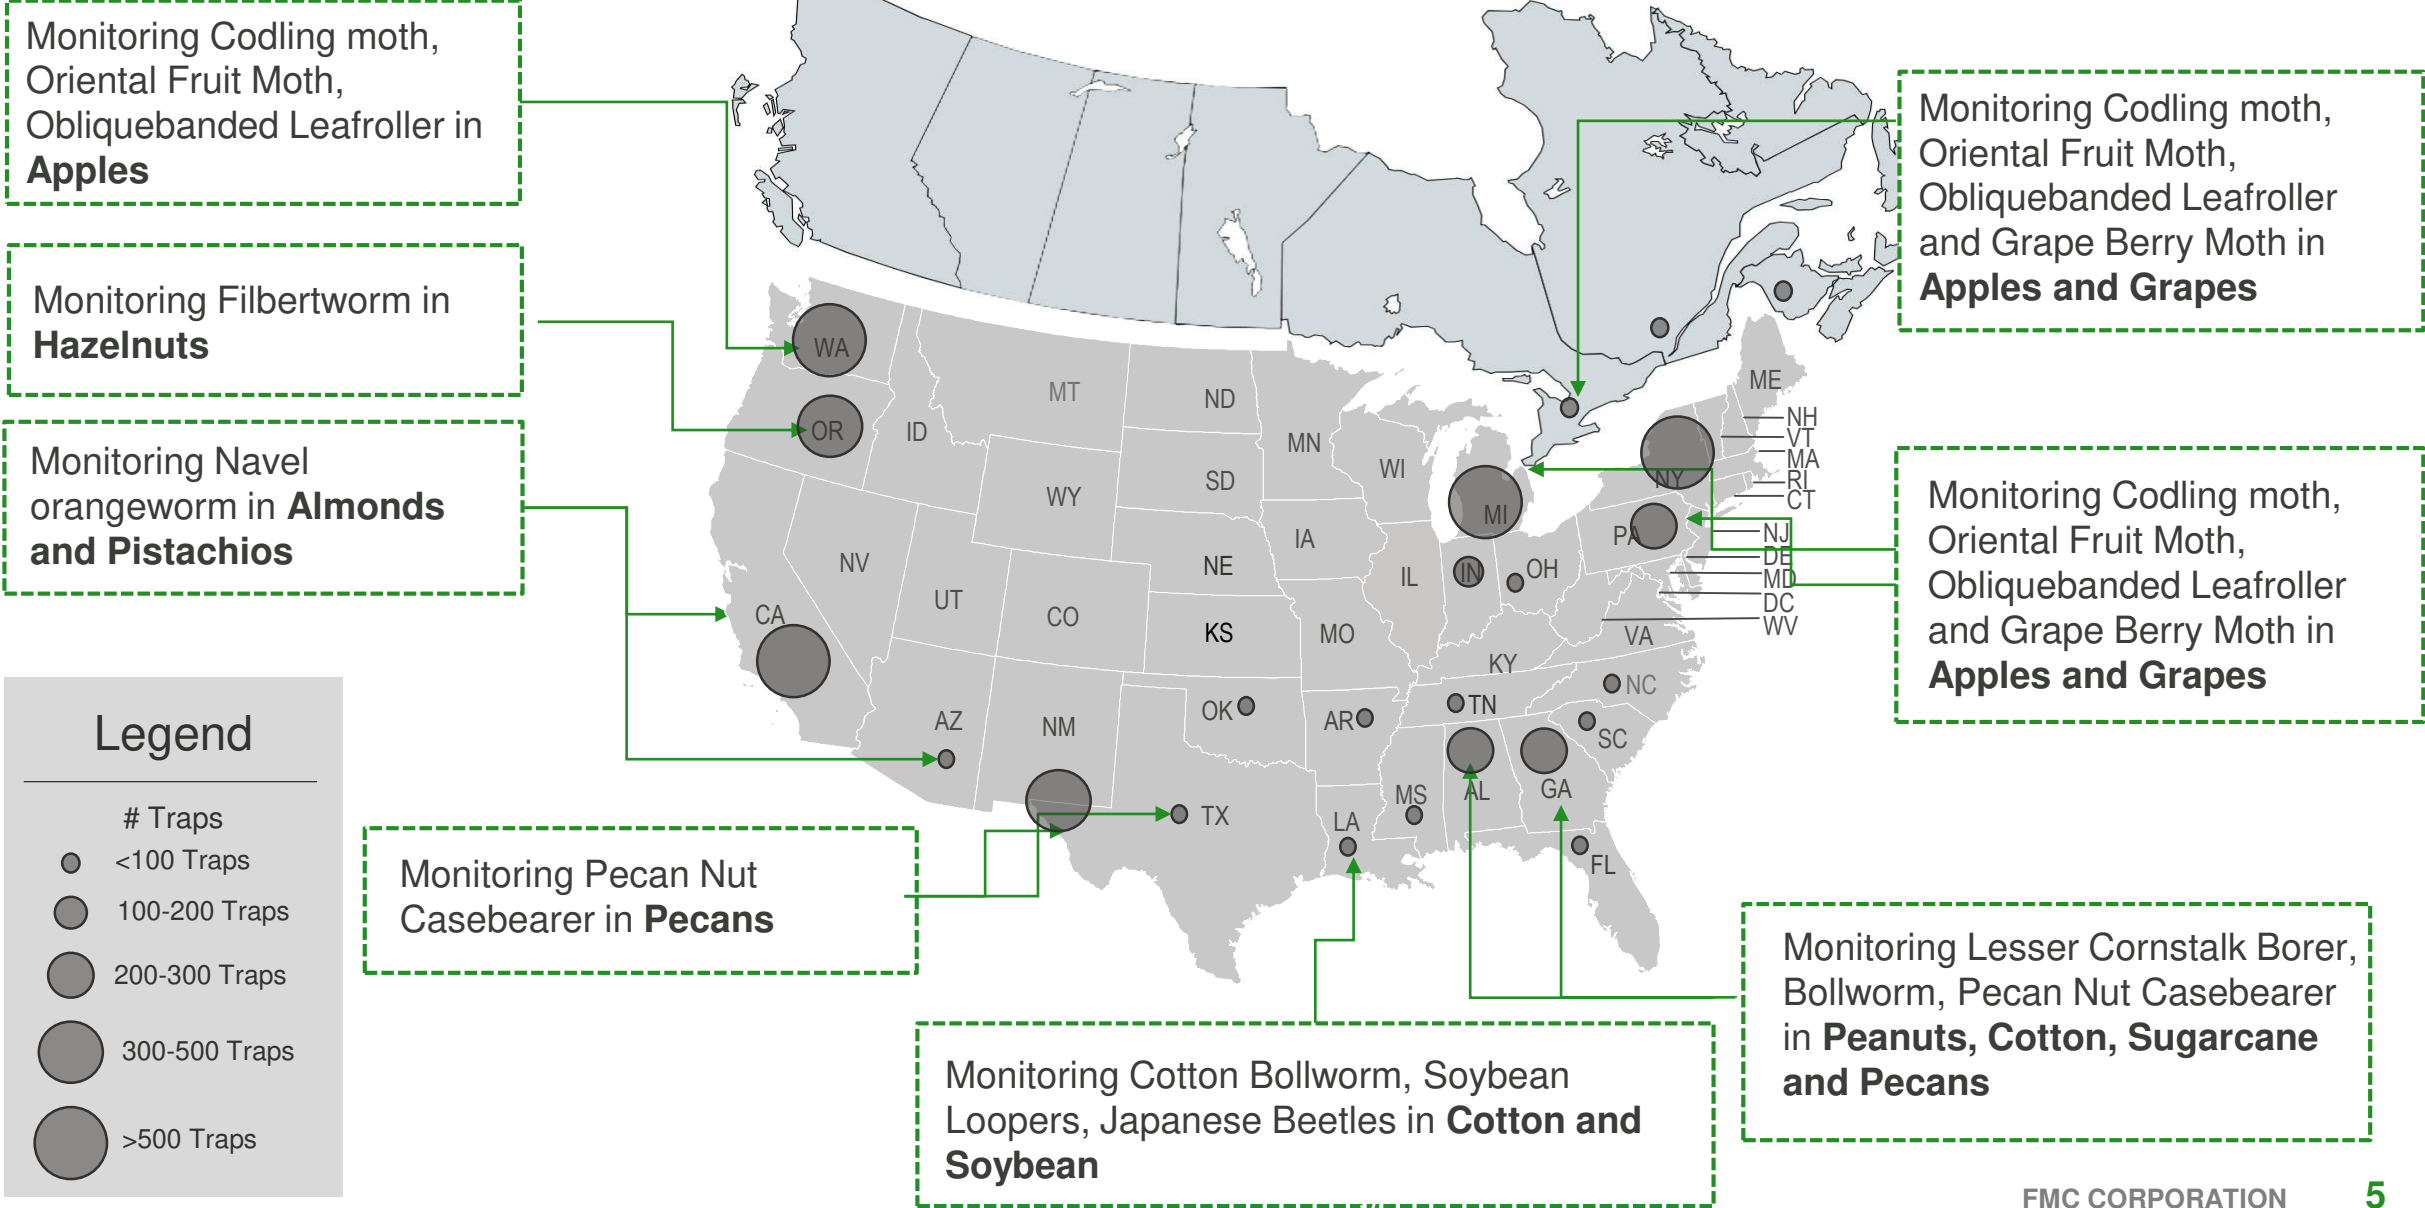 Monitoring Codling moth,
Oriental Fruit Moth,
Obliquebanded Leafroller in
Apples
Monitoring Filbertworm in
Hazelnuts
Monitoring Navel
orangeworm in Almonds
and Pistachios
Legend
# Traps
<100 Traps
100-200 Traps
200-300 Traps
300-500 Traps
>500 Traps
Monitoring Pecan Nut
Casebearer in Pecans
Monitoring Cotton Bollworm, Soybean
Loopers, Japanese Beetles in Cotton and
Soybean
Monitoring Lesser Cornstalk Borer,
Bollworm, Pecan Nut Casebearer
in Peanuts, Cotton, Sugarcane
and Pecans
Monitoring Codling moth,
Oriental Fruit Moth,
Obliquebanded Leafroller
and Grape Berry Moth in
Apples and Grapes
Monitoring Codling moth,
Oriental Fruit Moth,
Obliquebanded Leafroller
and Grape Berry Moth in
Apples and Grapes
WA
OR
ID
MT
ND
MN
WI
SD
WY
CA
NV
UT
CO
NE
KS
IA
IL
MO
MI
IN
OH
PA
NY
ME
NH
VT
MA
RI
CT
NJ
DE
MD
DC
WV
VA
KY
NC
TN
SC
AZ
NM
OK
AR
TX
LA
MS
AL
GA
FL
FMC CORPORATION
5